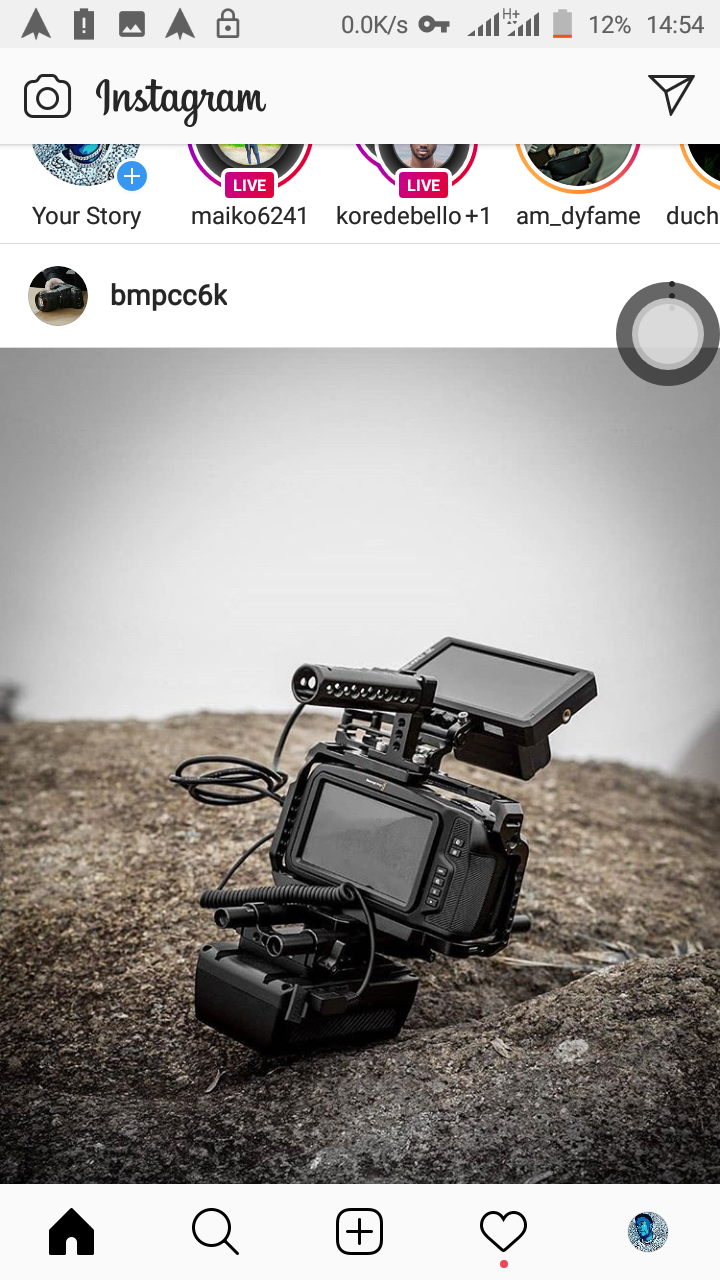 0.0K/s H+ 12% 14:54
Instagram
LIVE LIVE
Your Story maiko6241 koredebello +1 am_dyfame duch
bmpcc6k